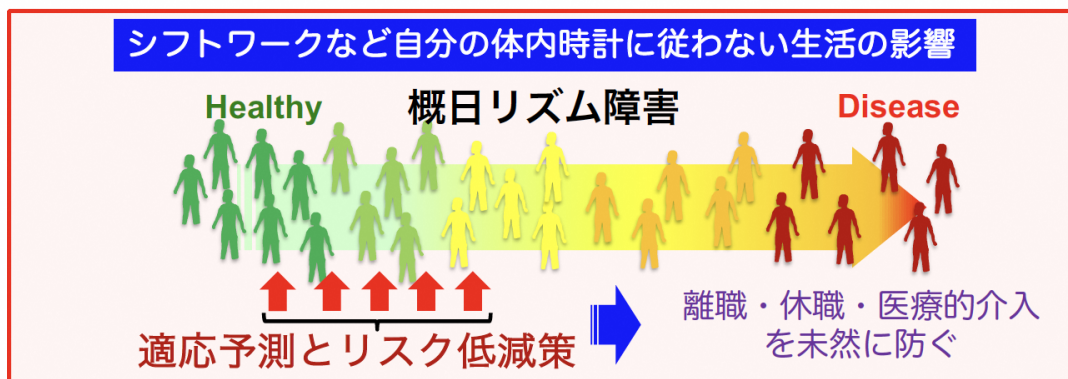 シフトワークなど自分の体内時計に従わない生活の影響
Healthy 概日リズム障害 Disease
適応予測とリスク低減策
離職・休職・医療的介入
を未然に防ぐ